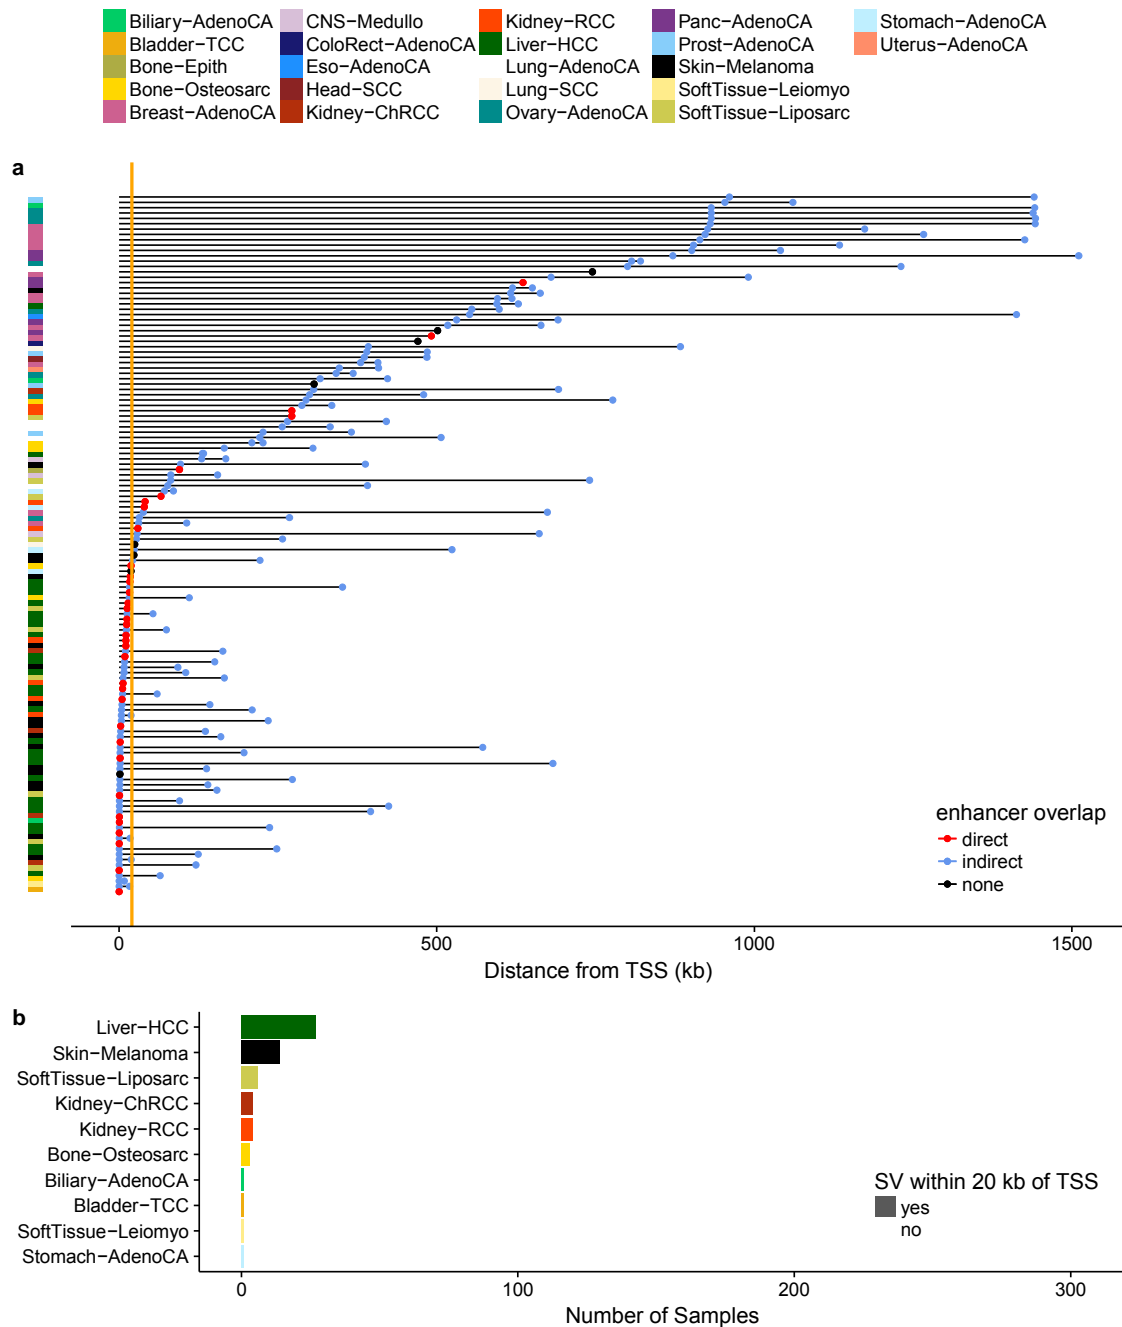 Biliary−AdenoCA CNS−Medullo Kidney−RCC Panc−AdenoCA Stomach−AdenoCA
Bladder−TCC ColoRect−AdenoCA Liver−HCC Prost−AdenoCA Uterus−AdenoCA
Bone−Epith Eso−AdenoCA Lung−AdenoCA Skin−Melanoma
Bone−Osteosarc Head−SCC Lung−SCC SoftTissue−Leiomyo
Breast−AdenoCA Kidney−ChRCC Ovary−AdenoCA SoftTissue−Liposarc
a
enhancer overlap
direct
indirect
none
0 500 1000 1500
Distance from TSS (kb)
b
Liver−HCC
Skin−Melanoma
SoftTissue−Liposarc
Kidney−ChRCC
Kidney−RCC
Bone−Osteosarc
Biliary−AdenoCA
Bladder−TCC
SoftTissue−Leiomyo
Stomach−AdenoCA
SV within 20 kb of TSS
yes
no
0 100 200 300
Number of Samples